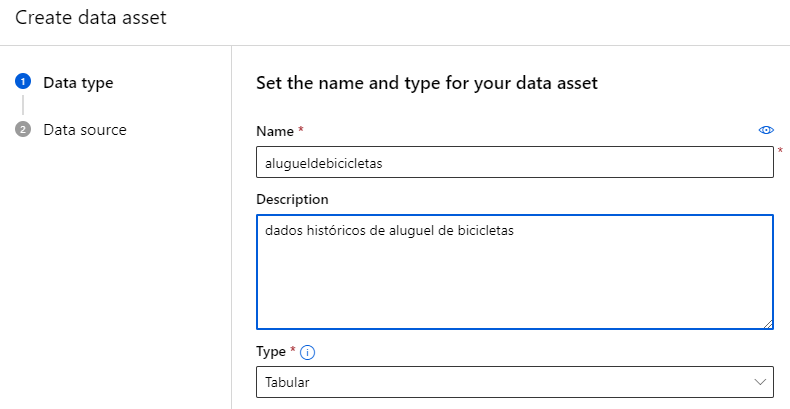 Create data asset
1 Data type
2 Data source
Set the name and type for your data asset
Name *
alugueldebicicletas *
Description
dados históricos de aluguel de bicicletas
Type * i
Tabular